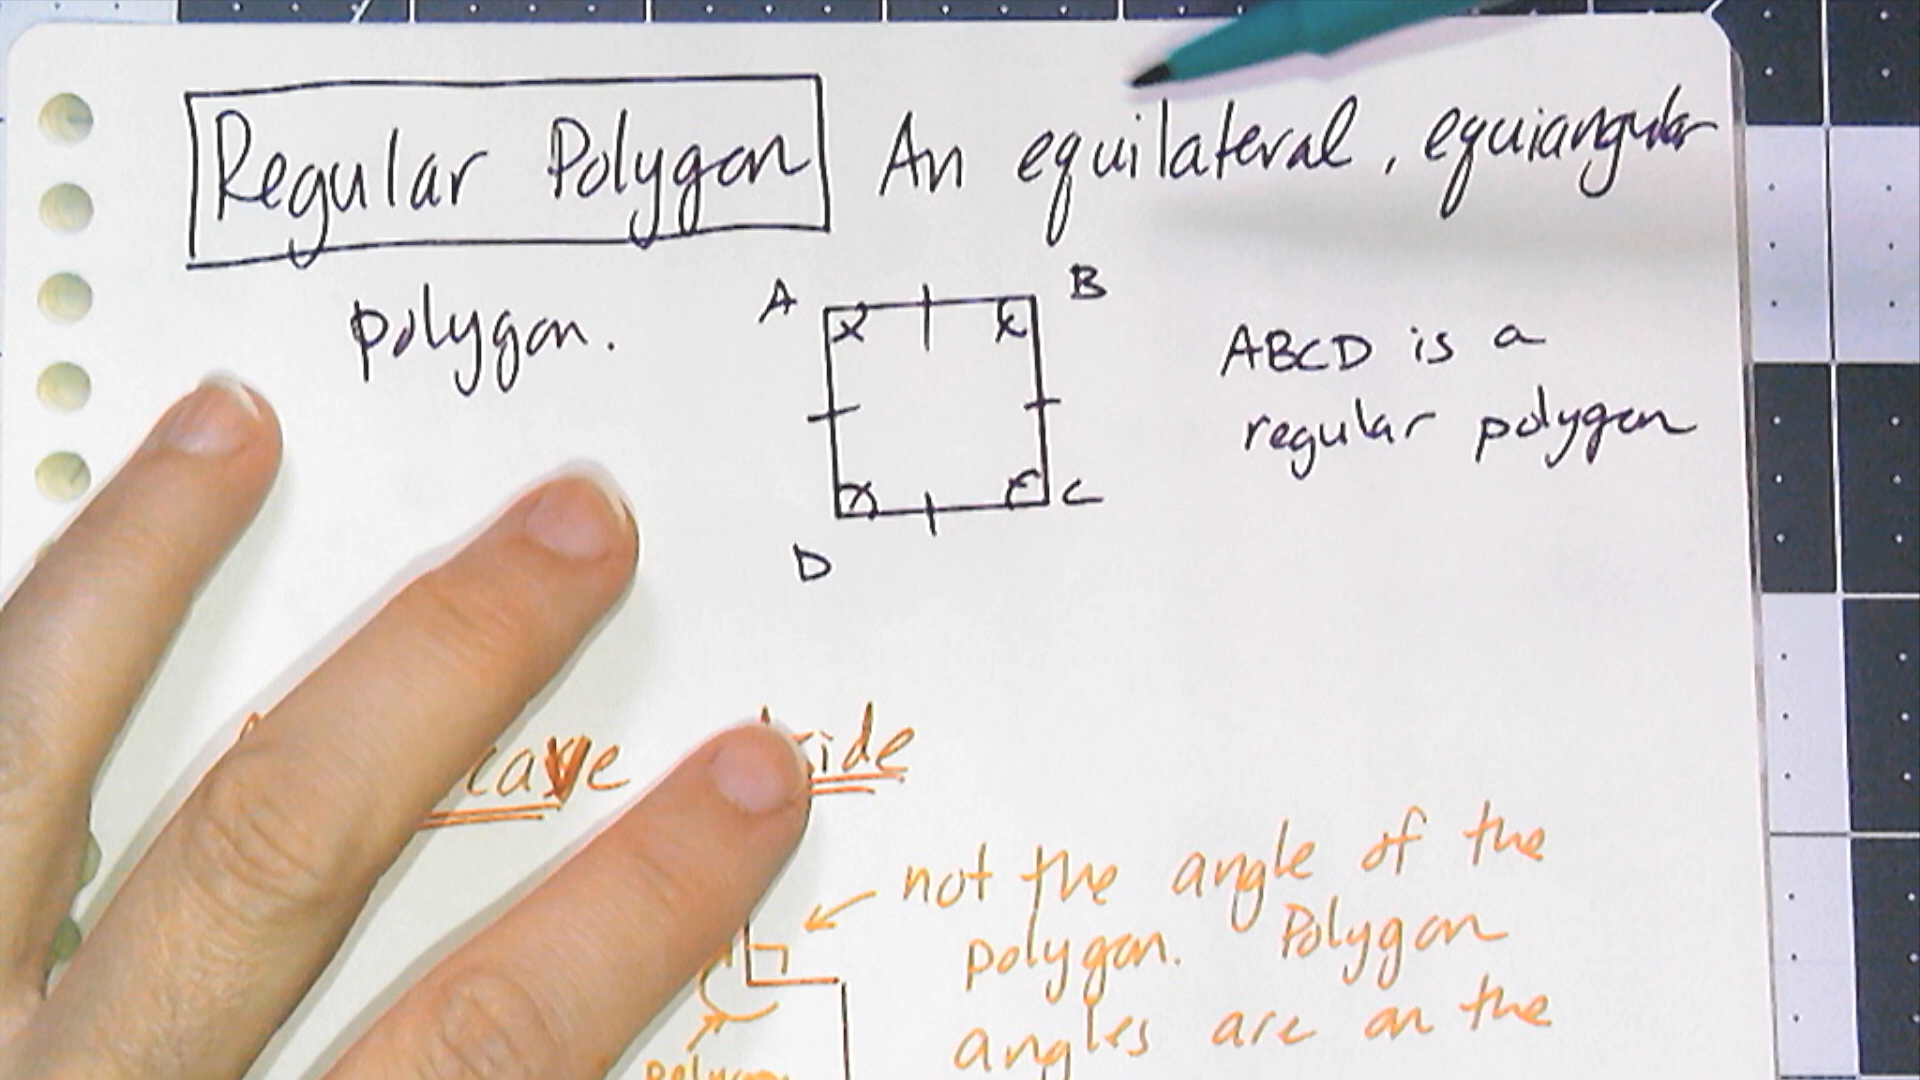 Regular Polygon An equilateral, equiangular
polygon.
A B
ABCD is a
regular polygon
C
D
side
not the angle of the
polygon. Polygon
angles are on the